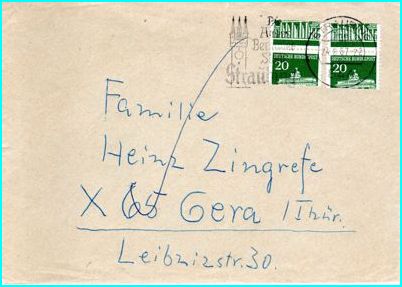 DEUTSCHE BUNDESPOST
20
DEUTSCHE BUNDESPOST
20
Familie
Heinz Zingrefe
X 65 Gera / Thür.
Leibnizstr. 30.